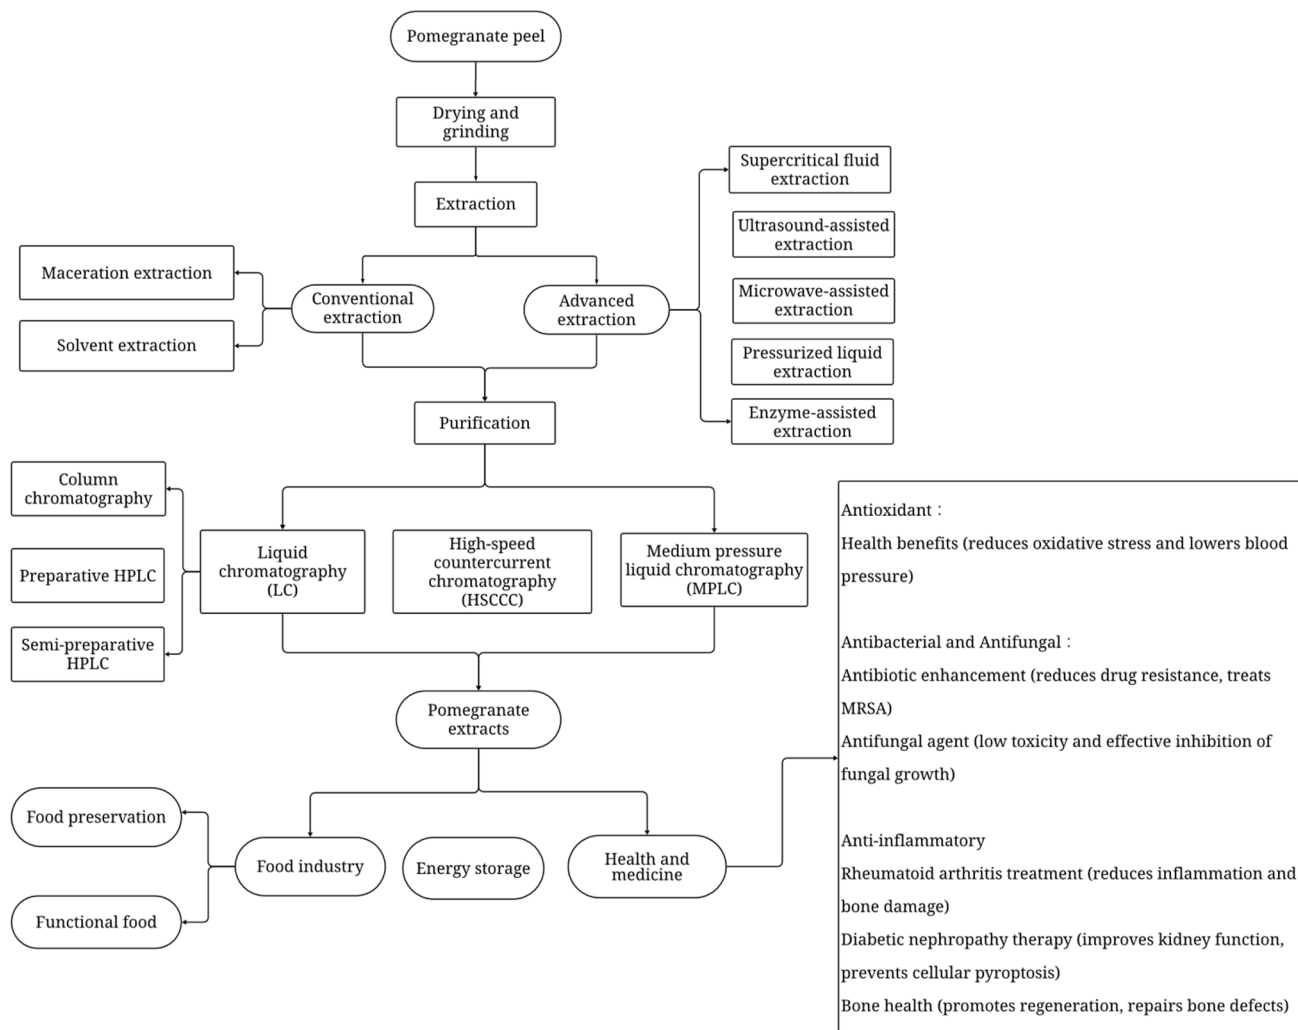 Pomegranate peel
Drying and
grinding
Extraction
Supercritical fluid
extraction
Ultrasound-assisted
extraction
Microwave-assisted
extraction
Pressurized liquid
extraction
Enzyme-assisted
extraction
Maceration extraction
Solvent extraction
Conventional
extraction
Advanced
extraction
Purification
Column
chromatography
Preparative HPLC
Semi-preparative
HPLC
Liquid
chromatography
(LC)
High-speed
countercurrent
chromatography
(HSCCC)
Medium pressure
liquid chromatography
(MPLC)
Pomegranate
extracts
Food preservation
Functional food
Food industry
Energy storage
Health and
medicine
Antioxidant：
Health benefits (reduces oxidative stress and lowers blood
pressure)
Antibacterial and Antifungal：
Antibiotic enhancement (reduces drug resistance, treats
MRSA)
Antifungal agent (low toxicity and effective inhibition of
fungal growth)
Anti-inflammatory
Rheumatoid arthritis treatment (reduces inflammation and
bone damage)
Diabetic nephropathy therapy (improves kidney function,
prevents cellular pyroptosis)
Bone health (promotes regeneration, repairs bone defects)